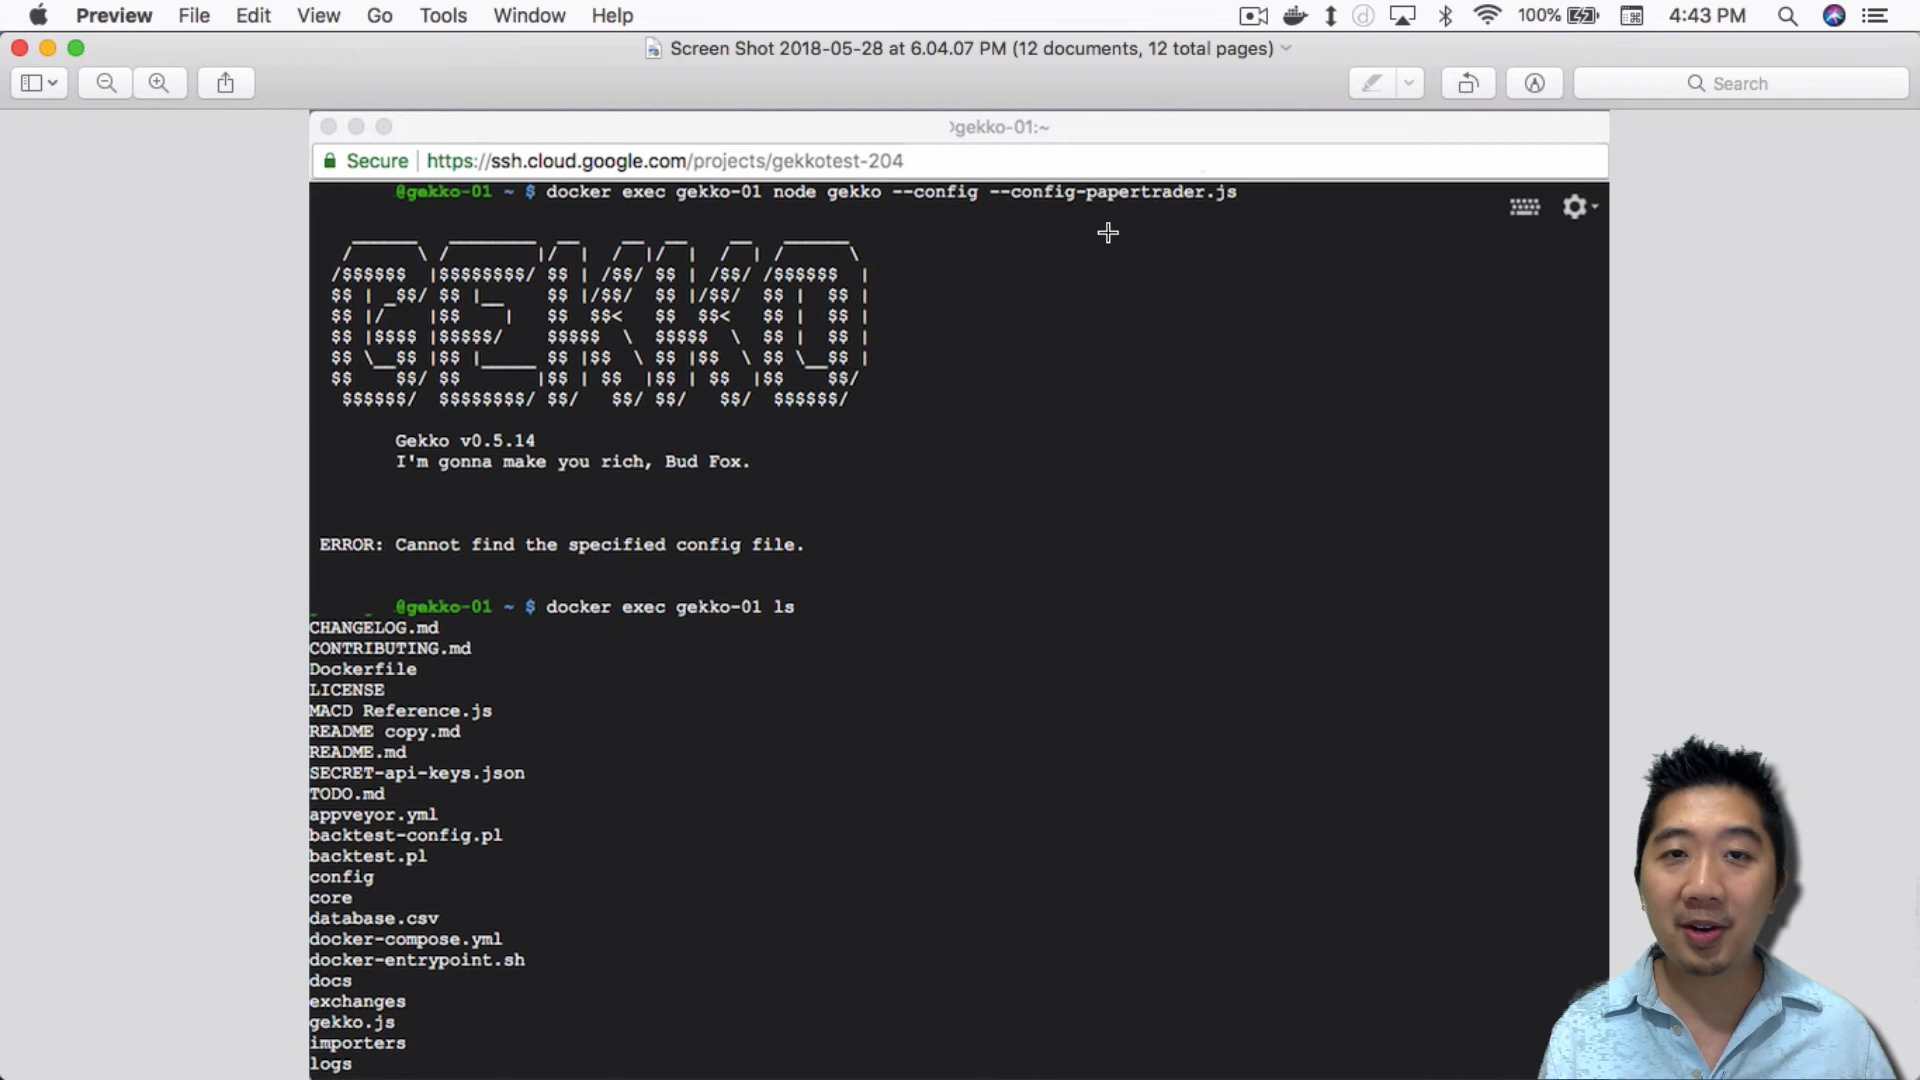 Preview File Edit View Go Tools Window Help 100% 4:43 PM
Screen Shot 2018-05-28 at 6.04.07 PM (12 documents, 12 total pages)
Search
gekko-01:~
Secure https://ssh.cloud.google.com/projects/gekkotest-204
@gekko-01 ~ $ docker exec gekko-01 node gekko --config --config-papertrader.js
GEKKO
Gekko v0.5.14
I'm gonna make you rich, Bud Fox.
ERROR: Cannot find the specified config file.
@gekko-01 ~ $ docker exec gekko-01 ls
CHANGELOG.md
CONTRIBUTING.md
Dockerfile
LICENSE
MACD Reference.js
README copy.md
README.md
SECRET-api-keys.json
TODO.md
appveyor.yml
backtest-config.pl
backtest.pl
config
core
database.csv
docker-compose.yml
docker-entrypoint.sh
docs
exchanges
gekko.js
importers
logs